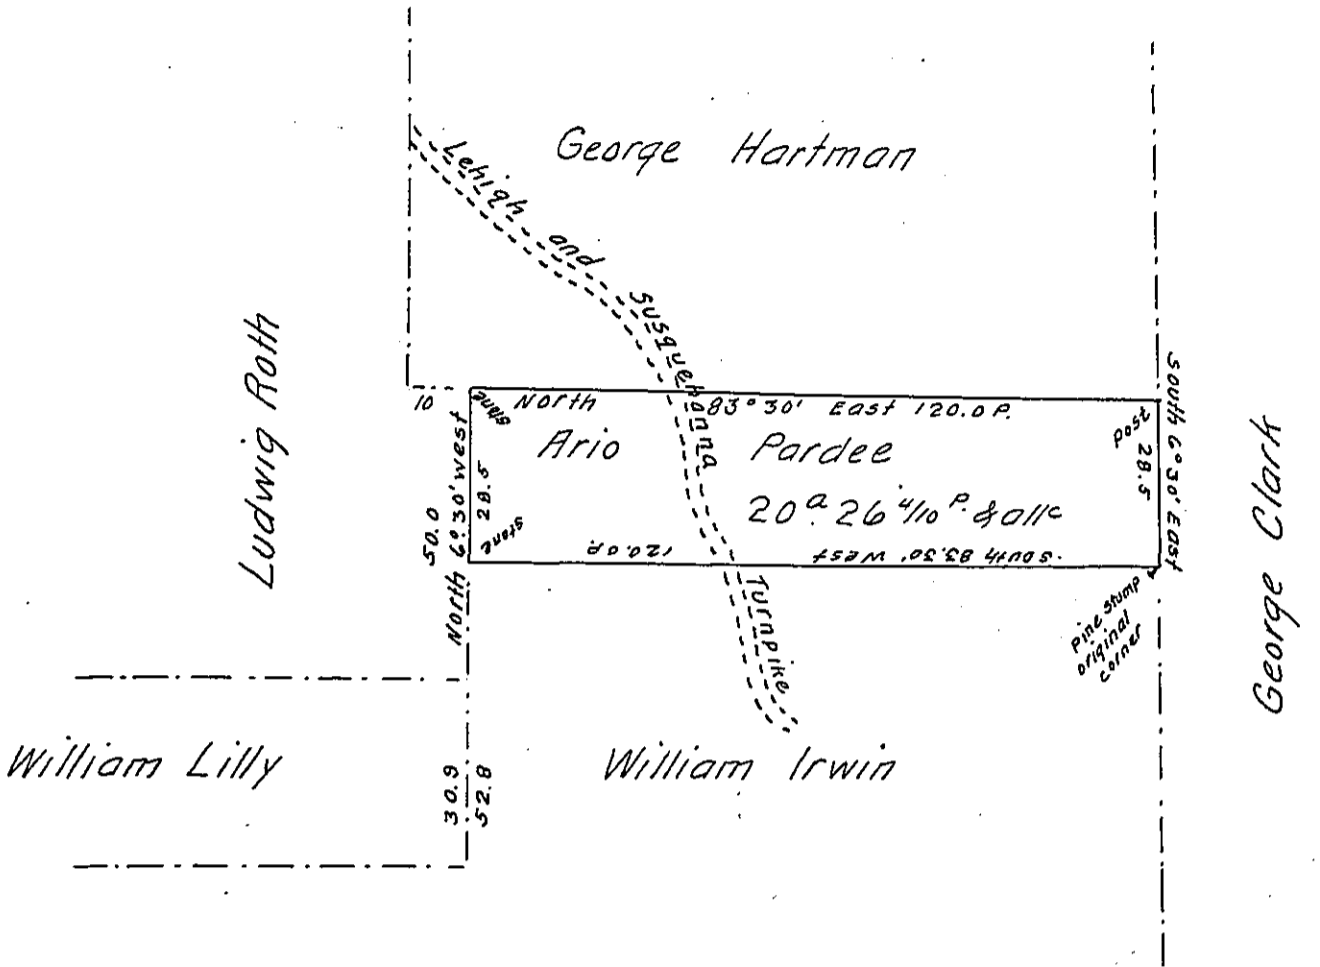 George Hartman
Lehigh and Susquehanna Turnpike
Ludwig Roth
10
stone
North 83°30' East 120.0 P.
Ario Pardee
20a. 26 4/10 P. & allc
post
28.5
South 6°30' East
George Clark
50.0
North 6°30' West
28.5
stone
South 83.30' West 120.0 P.
pine stump
original
corner
William Lilly
30.9
52.8
William Irwin